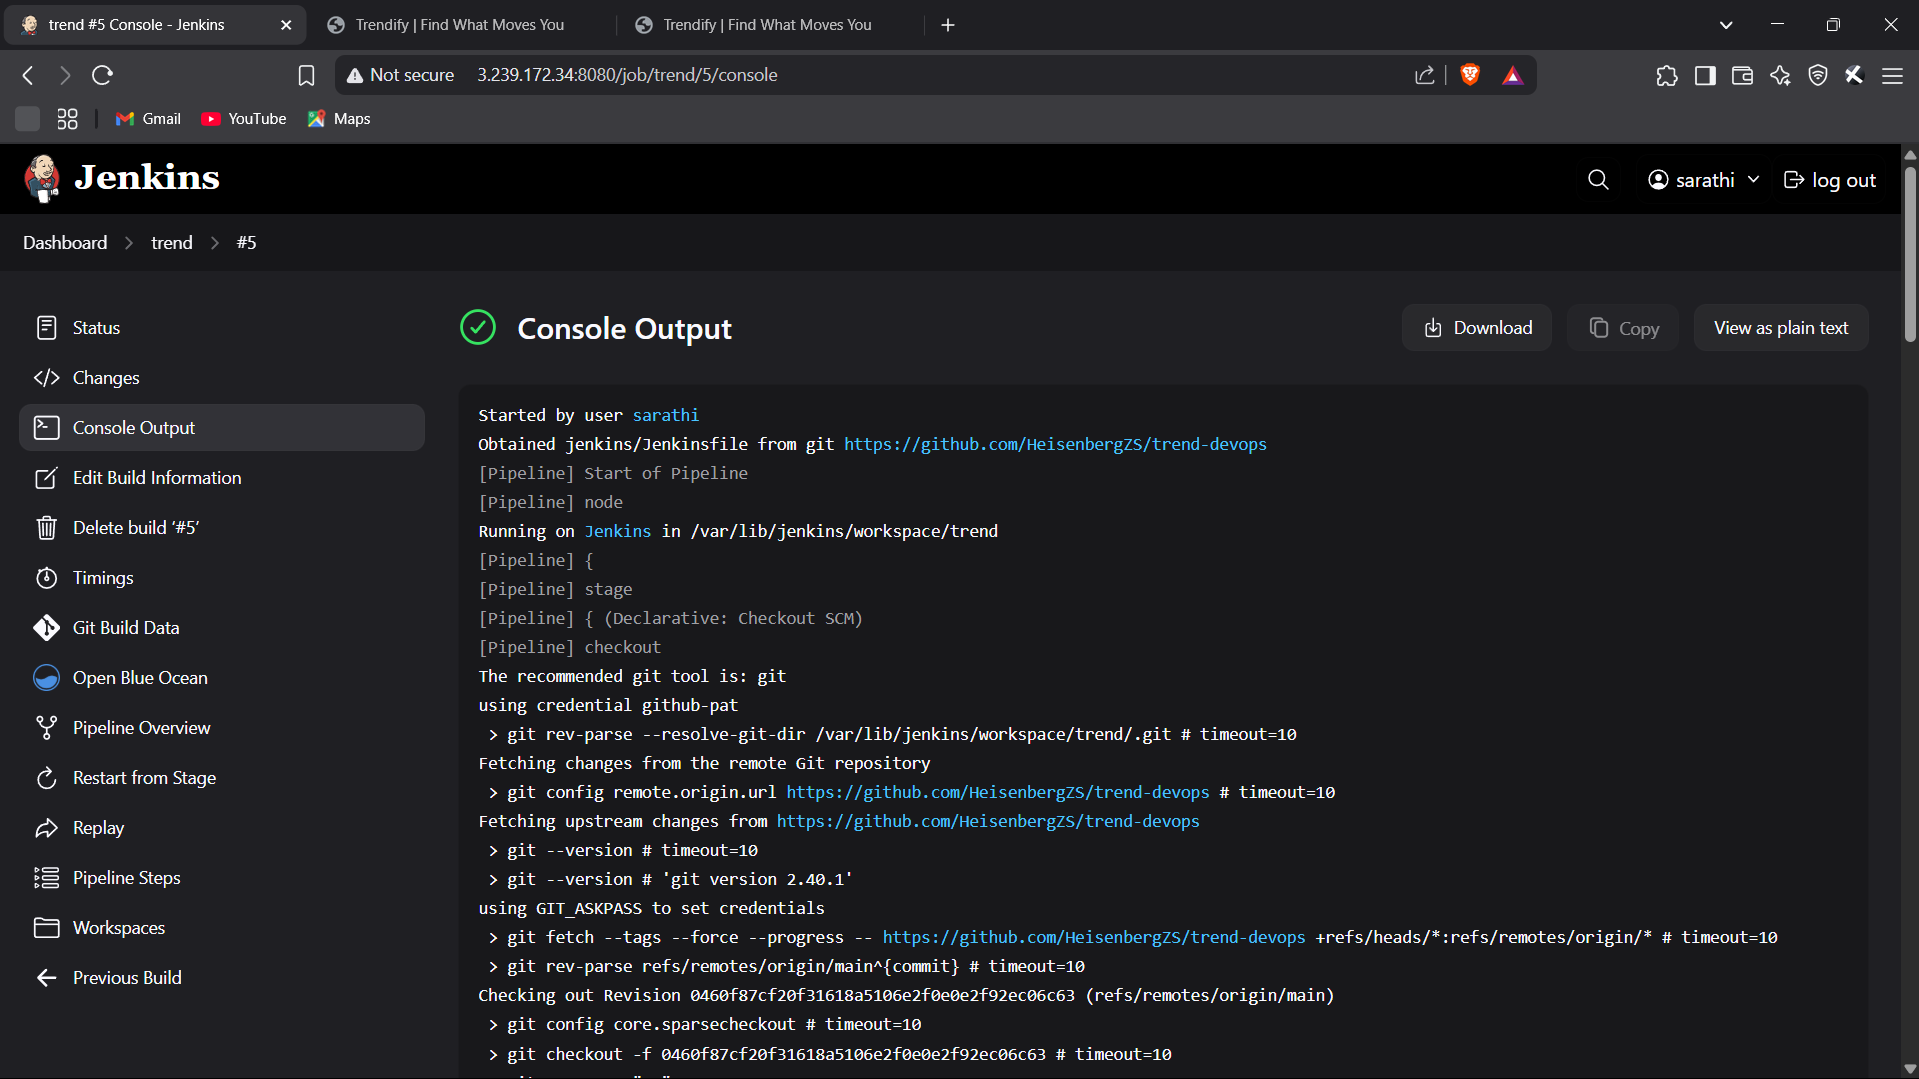 trend #5 Console - Jenkins
Trendify | Find What Moves You
Trendify | Find What Moves You
Not secure 3.239.172.34:8080/job/trend/5/console
Gmail YouTube Maps
Jenkins
sarathi
log out
Dashboard > trend > #5
Status
Changes
Console Output
Edit Build Information
Delete build ‘#5’
Timings
Git Build Data
Open Blue Ocean
Pipeline Overview
Restart from Stage
Replay
Pipeline Steps
Workspaces
Previous Build
Console Output
Download
Copy
View as plain text
Started by user sarathi
Obtained jenkins/Jenkinsfile from git https://github.com/HeisenbergZS/trend-devops
[Pipeline] Start of Pipeline
[Pipeline] node
Running on Jenkins in /var/lib/jenkins/workspace/trend
[Pipeline] {
[Pipeline] stage
[Pipeline] { (Declarative: Checkout SCM)
[Pipeline] checkout
The recommended git tool is: git
using credential github-pat
> git rev-parse --resolve-git-dir /var/lib/jenkins/workspace/trend/.git # timeout=10
Fetching changes from the remote Git repository
> git config remote.origin.url https://github.com/HeisenbergZS/trend-devops # timeout=10
Fetching upstream changes from https://github.com/HeisenbergZS/trend-devops
> git --version # timeout=10
> git --version # 'git version 2.40.1'
using GIT_ASKPASS to set credentials
> git fetch --tags --force --progress -- https://github.com/HeisenbergZS/trend-devops +refs/heads/*:refs/remotes/origin/* # timeout=10
> git rev-parse refs/remotes/origin/main^{commit} # timeout=10
Checking out Revision 0460f87cf20f31618a5106e2f0e0e2f92ec06c63 (refs/remotes/origin/main)
> git config core.sparsecheckout # timeout=10
> git checkout -f 0460f87cf20f31618a5106e2f0e0e2f92ec06c63 # timeout=10